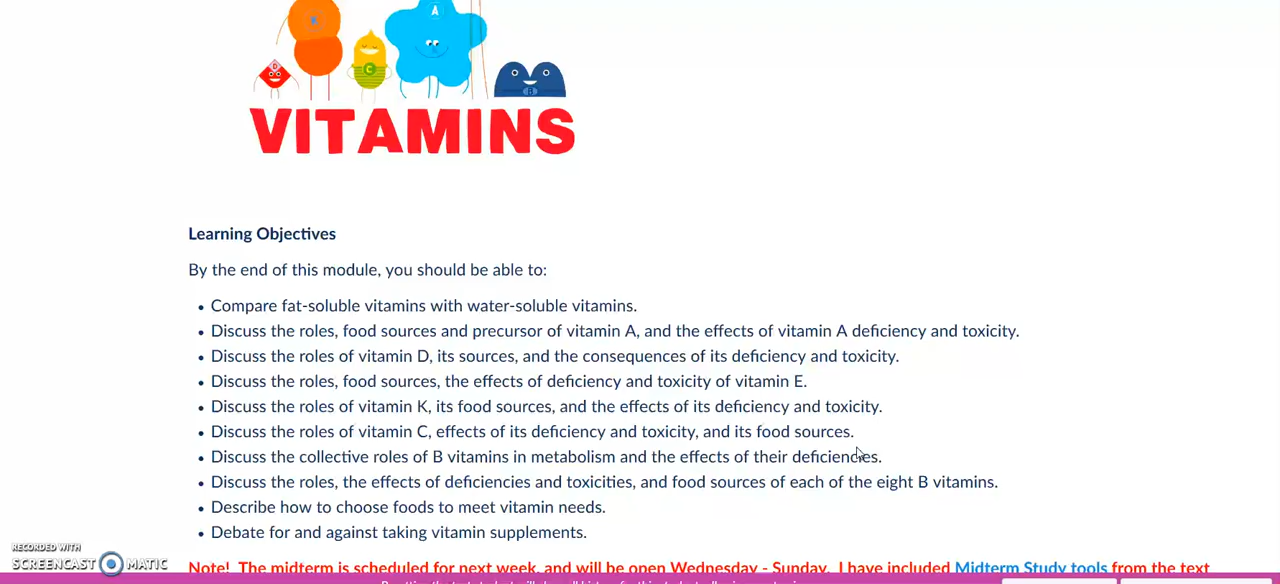 A
D
C
B
VITAMINS
Learning Objectives
By the end of this module, you should be able to:
• Compare fat-soluble vitamins with water-soluble vitamins.
• Discuss the roles, food sources and precursor of vitamin A, and the effects of vitamin A deficiency and toxicity.
• Discuss the roles of vitamin D, its sources, and the consequences of its deficiency and toxicity.
• Discuss the roles, food sources, the effects of deficiency and toxicity of vitamin E.
• Discuss the roles of vitamin K, its food sources, and the effects of its deficiency and toxicity.
• Discuss the roles of vitamin C, effects of its deficiency and toxicity, and its food sources.
• Discuss the collective roles of B vitamins in metabolism and the effects of their deficiencies.
• Discuss the roles, the effects of deficiencies and toxicities, and food sources of each of the eight B vitamins.
• Describe how to choose foods to meet vitamin needs.
• Debate for and against taking vitamin supplements.
RECORDED WITH
SCREENCAST MATIC
Note! The midterm is scheduled for next week, and will be open Wednesday - Sunday. I have included Midterm Study tools from the text